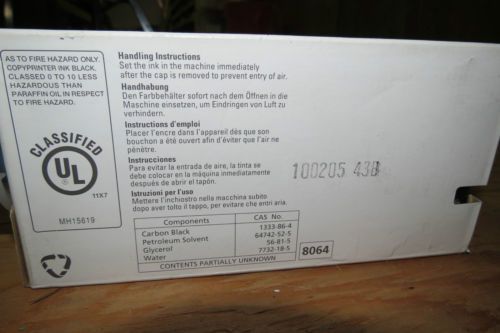 AS TO FIRE HAZARD ONLY.
COPYPRINTER INK BLACK,
CLASSED 0 TO 10 LESS
HAZARDOUS THAN
PARAFFIN OIL IN RESPECT
TO FIRE HAZARD.
CLASSIFIED
UL
11X7
MH15619
Handling Instructions
Set the ink in the machine immediately
after the cap is removed to prevent entry of air.
Handhabung
Den Farbbehälter sofort nach dem Öffnen in die
Maschine einsetzen, um Eindringen von Luft zu
verhindern.
Instructions d'emploi
Placer l'encre dans l'appareil dès que son
bouchon a été ouvert afin d'éviter que l'air ne
pénètre.
Instrucciones
Para evitar la entrada de aire, la tinta se
debe colocar en la máquina inmediatamente
después de abrir el tapón.
Istruzioni per l'uso
Mettere l'inchiostro nella macchina subito
dopo aver tolto il tappo, per evitare che entri aria.
100205 43B
Components CAS No.
Carbon Black 1333-86-4
Petroleum Solvent 64742-52-5
Glycerol 56-81-5
Water 7732-18-5
CONTENTS PARTIALLY UNKNOWN
8064